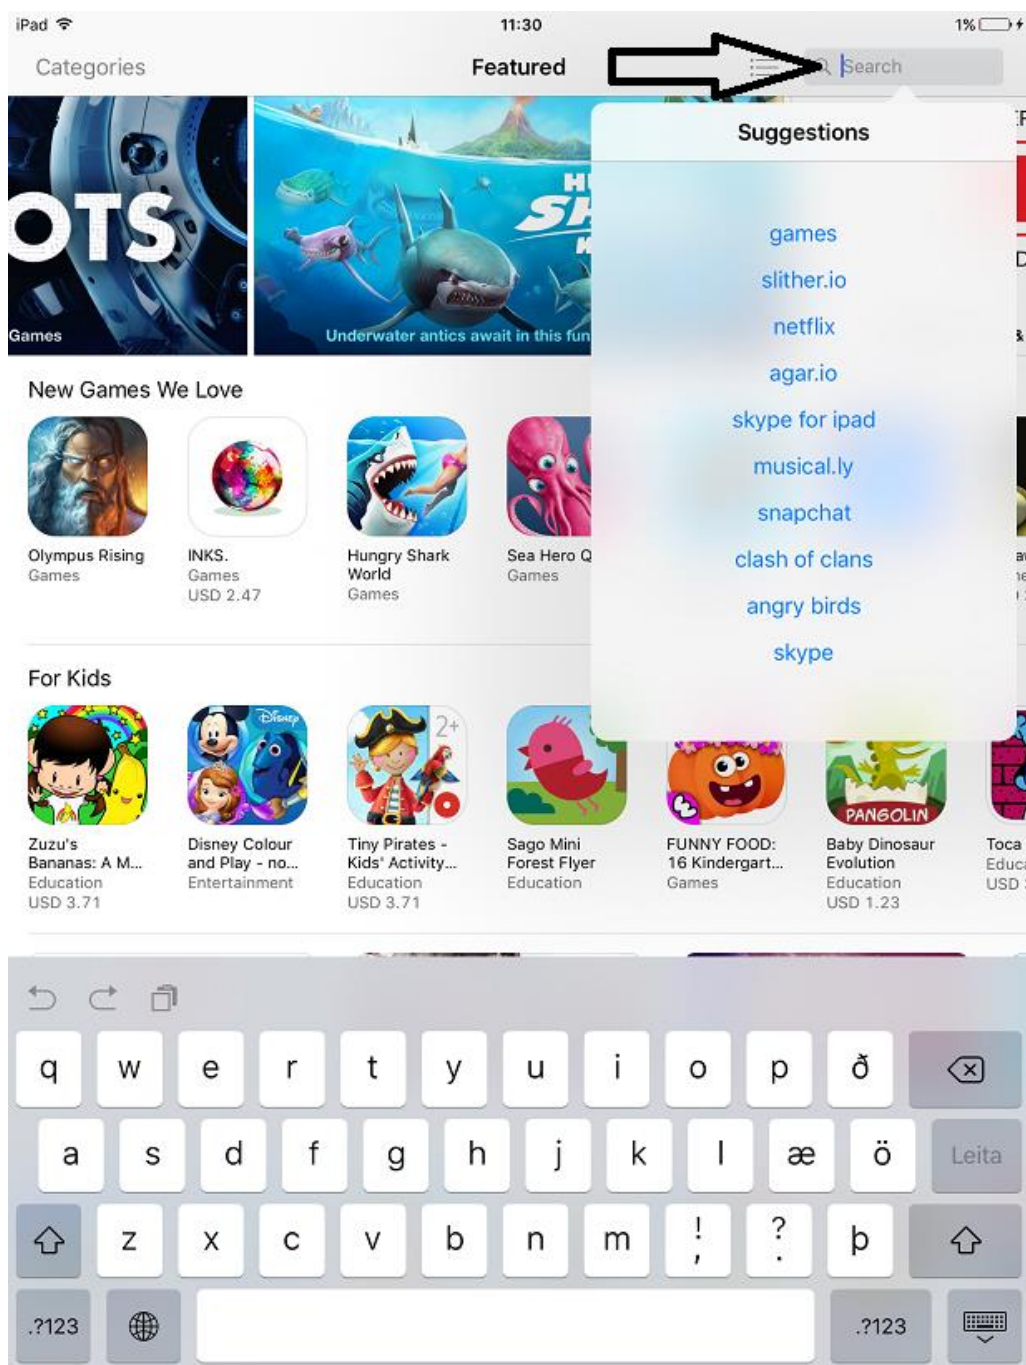 iPad 11:30 1%
Categories Featured Search
Suggestions
games
slither.io
netflix
agar.io
skype for ipad
musical.ly
snapchat
clash of clans
angry birds
skype
OTS
Games
Underwater antics await in this fun
New Games We Love
Olympus Rising
Games
INKS.
Games
USD 2.47
Hungry Shark
World
Games
Sea Hero Q
Games
For Kids
Disney
2+
PANGOLIN
Zuzu's
Bananas: A M...
Education
USD 3.71
Disney Colour
and Play - no...
Entertainment
Tiny Pirates -
Kids' Activity...
Education
USD 3.71
Sago Mini
Forest Flyer
Education
FUNNY FOOD:
16 Kindergart...
Games
Baby Dinosaur
Evolution
Education
USD 1.23
Toca
Educa
USD
q w e r t y u i o p ð
a s d f g h j k l æ ö Leita
z x c v b n m ! , ? . þ
.?123 .?123